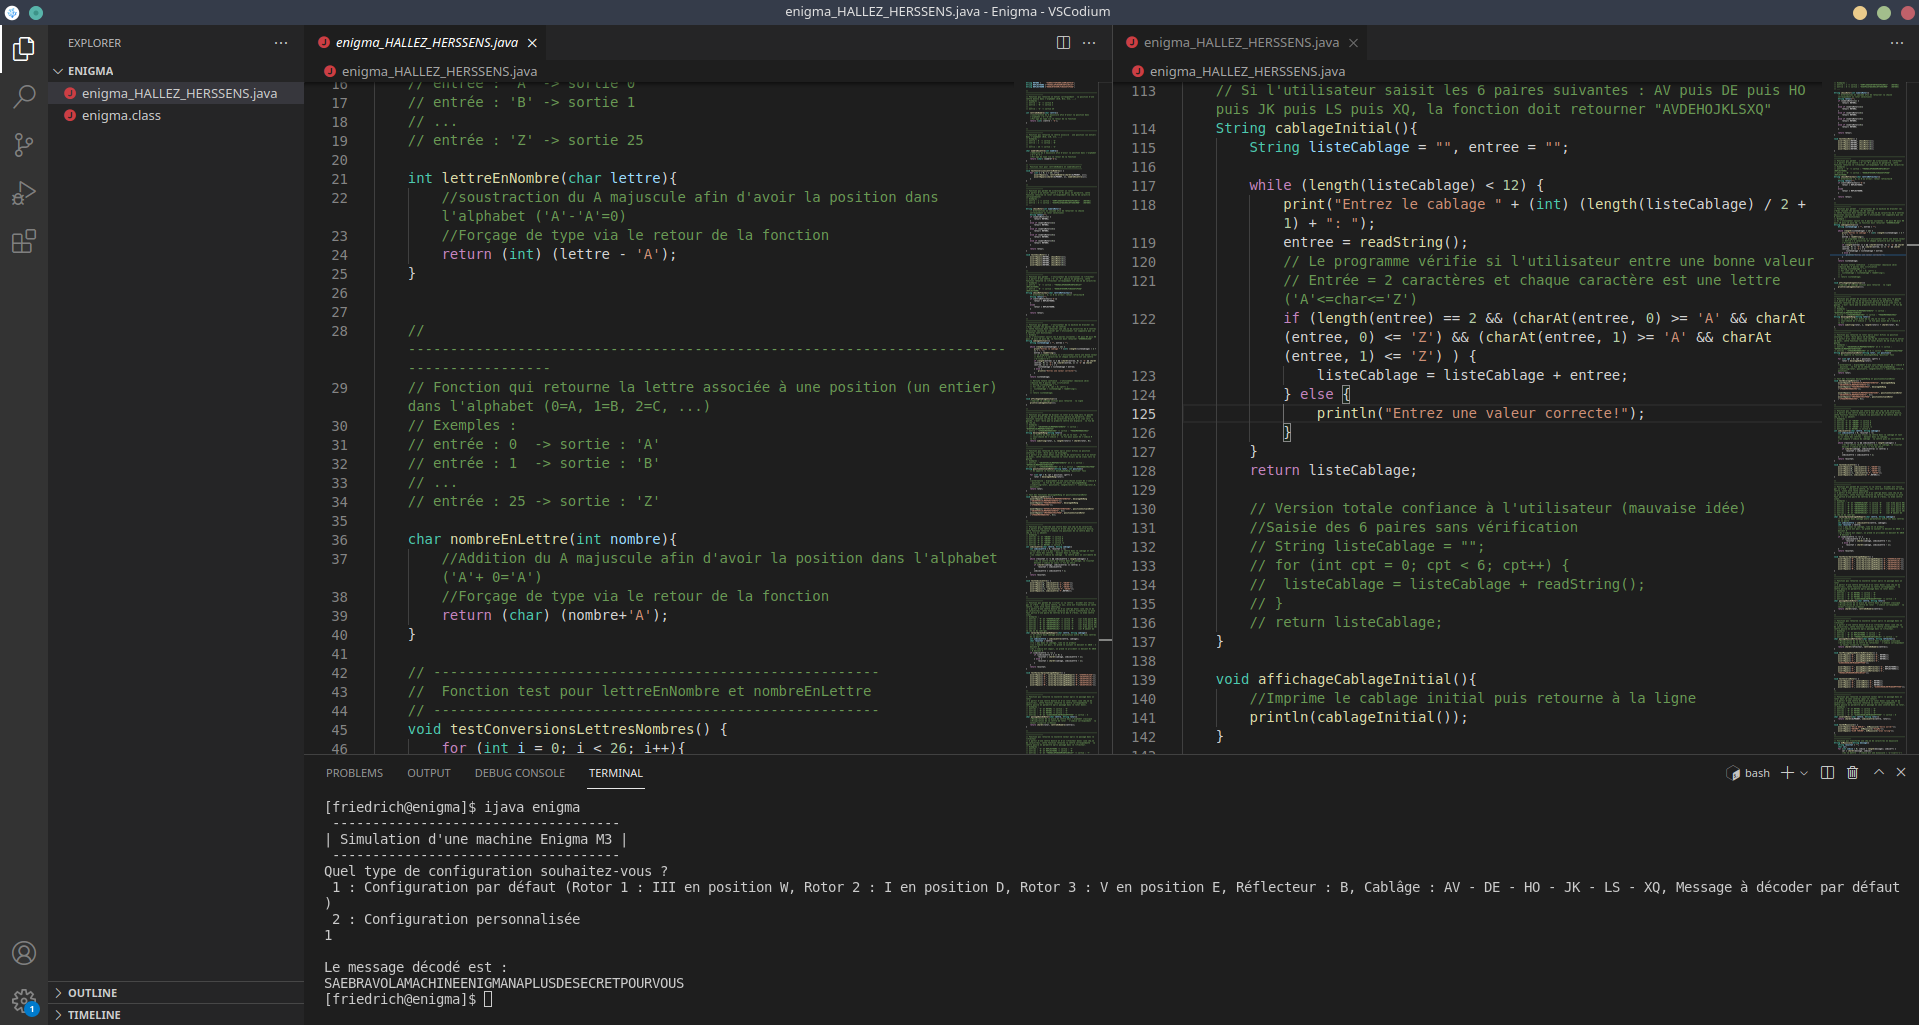 enigma_HALLEZ_HERSSENS.java - Enigma - VSCodium
EXPLORER
ENIGMA
enigma_HALLEZ_HERSSENS.java
enigma.class
OUTLINE
TIMELINE
1
enigma_HALLEZ_HERSSENS.java
enigma_HALLEZ_HERSSENS.java
16 // entrée : 'A' -> sortie 0
17 // entrée : 'B' -> sortie 1
18 // ...
19 // entrée : 'Z' -> sortie 25
20
21 int lettreEnNombre(char lettre){
22 //soustraction du A majuscule afin d'avoir la position dans
l'alphabet ('A'-'A'=0)
23 //Forçage de type via le retour de la fonction
24 return (int) (lettre - 'A');
25 }
26
27
28 //
-----------------------------------------------------------------------
-----------------
29 // Fonction qui retourne la lettre associée à une position (un entier)
dans l'alphabet (0=A, 1=B, 2=C, ...)
30 // Exemples :
31 // entrée : 0  -> sortie : 'A'
32 // entrée : 1  -> sortie : 'B'
33 // ...
34 // entrée : 25 -> sortie : 'Z'
35
36 char nombreEnLettre(int nombre){
37 //Addition du A majuscule afin d'avoir la position dans l'alphabet
('A'+ 0='A')
38 //Forçage de type via le retour de la fonction
39 return (char) (nombre+'A');
40 }
41
42 // -----------------------------------------------------
43 //  Fonction test pour lettreEnNombre et nombreEnLettre
44 // -----------------------------------------------------
45 void testConversionsLettresNombres() {
46 for (int i = 0; i < 26; i++){
enigma_HALLEZ_HERSSENS.java
enigma_HALLEZ_HERSSENS.java
113 // Si l'utilisateur saisit les 6 paires suivantes : AV puis DE puis HO
puis JK puis LS puis XQ, la fonction doit retourner "AVDEHOJKLSXQ"
114 String cablageInitial(){
115 String listeCablage = "", entree = "";
116
117 while (length(listeCablage) < 12) {
118 print("Entrez le cablage " + (int) (length(listeCablage) / 2 +
1) + ": ");
119 entree = readString();
120 // Le programme vérifie si l'utilisateur entre une bonne valeur
121 // Entrée = 2 caractères et chaque caractère est une lettre
('A'<=char<='Z')
122 if (length(entree) == 2 && (charAt(entree, 0) >= 'A' && charAt
(entree, 0) <= 'Z') && (charAt(entree, 1) >= 'A' && charAt
(entree, 1) <= 'Z') ) {
123 listeCablage = listeCablage + entree;
124 } else {
125 println("Entrez une valeur correcte!");
126 }
127 }
128 return listeCablage;
129
130 // Version totale confiance à l'utilisateur (mauvaise idée)
131 //Saisie des 6 paires sans vérification
132 // String listeCablage = "";
133 // for (int cpt = 0; cpt < 6; cpt++) {
134 //  listeCablage = listeCablage + readString();
135 // }
136 // return listeCablage;
137 }
138
139 void affichageCablageInitial(){
140 //Imprime le cablage initial puis retourne à la ligne
141 println(cablageInitial());
142 }
PROBLEMS OUTPUT DEBUG CONSOLE TERMINAL
bash
[friedrich@enigma]$ ijava enigma
------------------------------------
| Simulation d'une machine Enigma M3 |
------------------------------------
Quel type de configuration souhaitez-vous ?
1 : Configuration par défaut (Rotor 1 : III en position W, Rotor 2 : I en position D, Rotor 3 : V en position E, Réflecteur : B, Cablâge : AV - DE - HO - JK - LS - XQ, Message à décoder par défaut
)
2 : Configuration personnalisée
1
Le message décodé est :
SAEBRAVOLAMACHINEENIGMANAPLUSDESECRETPOURVOUS
[friedrich@enigma]$